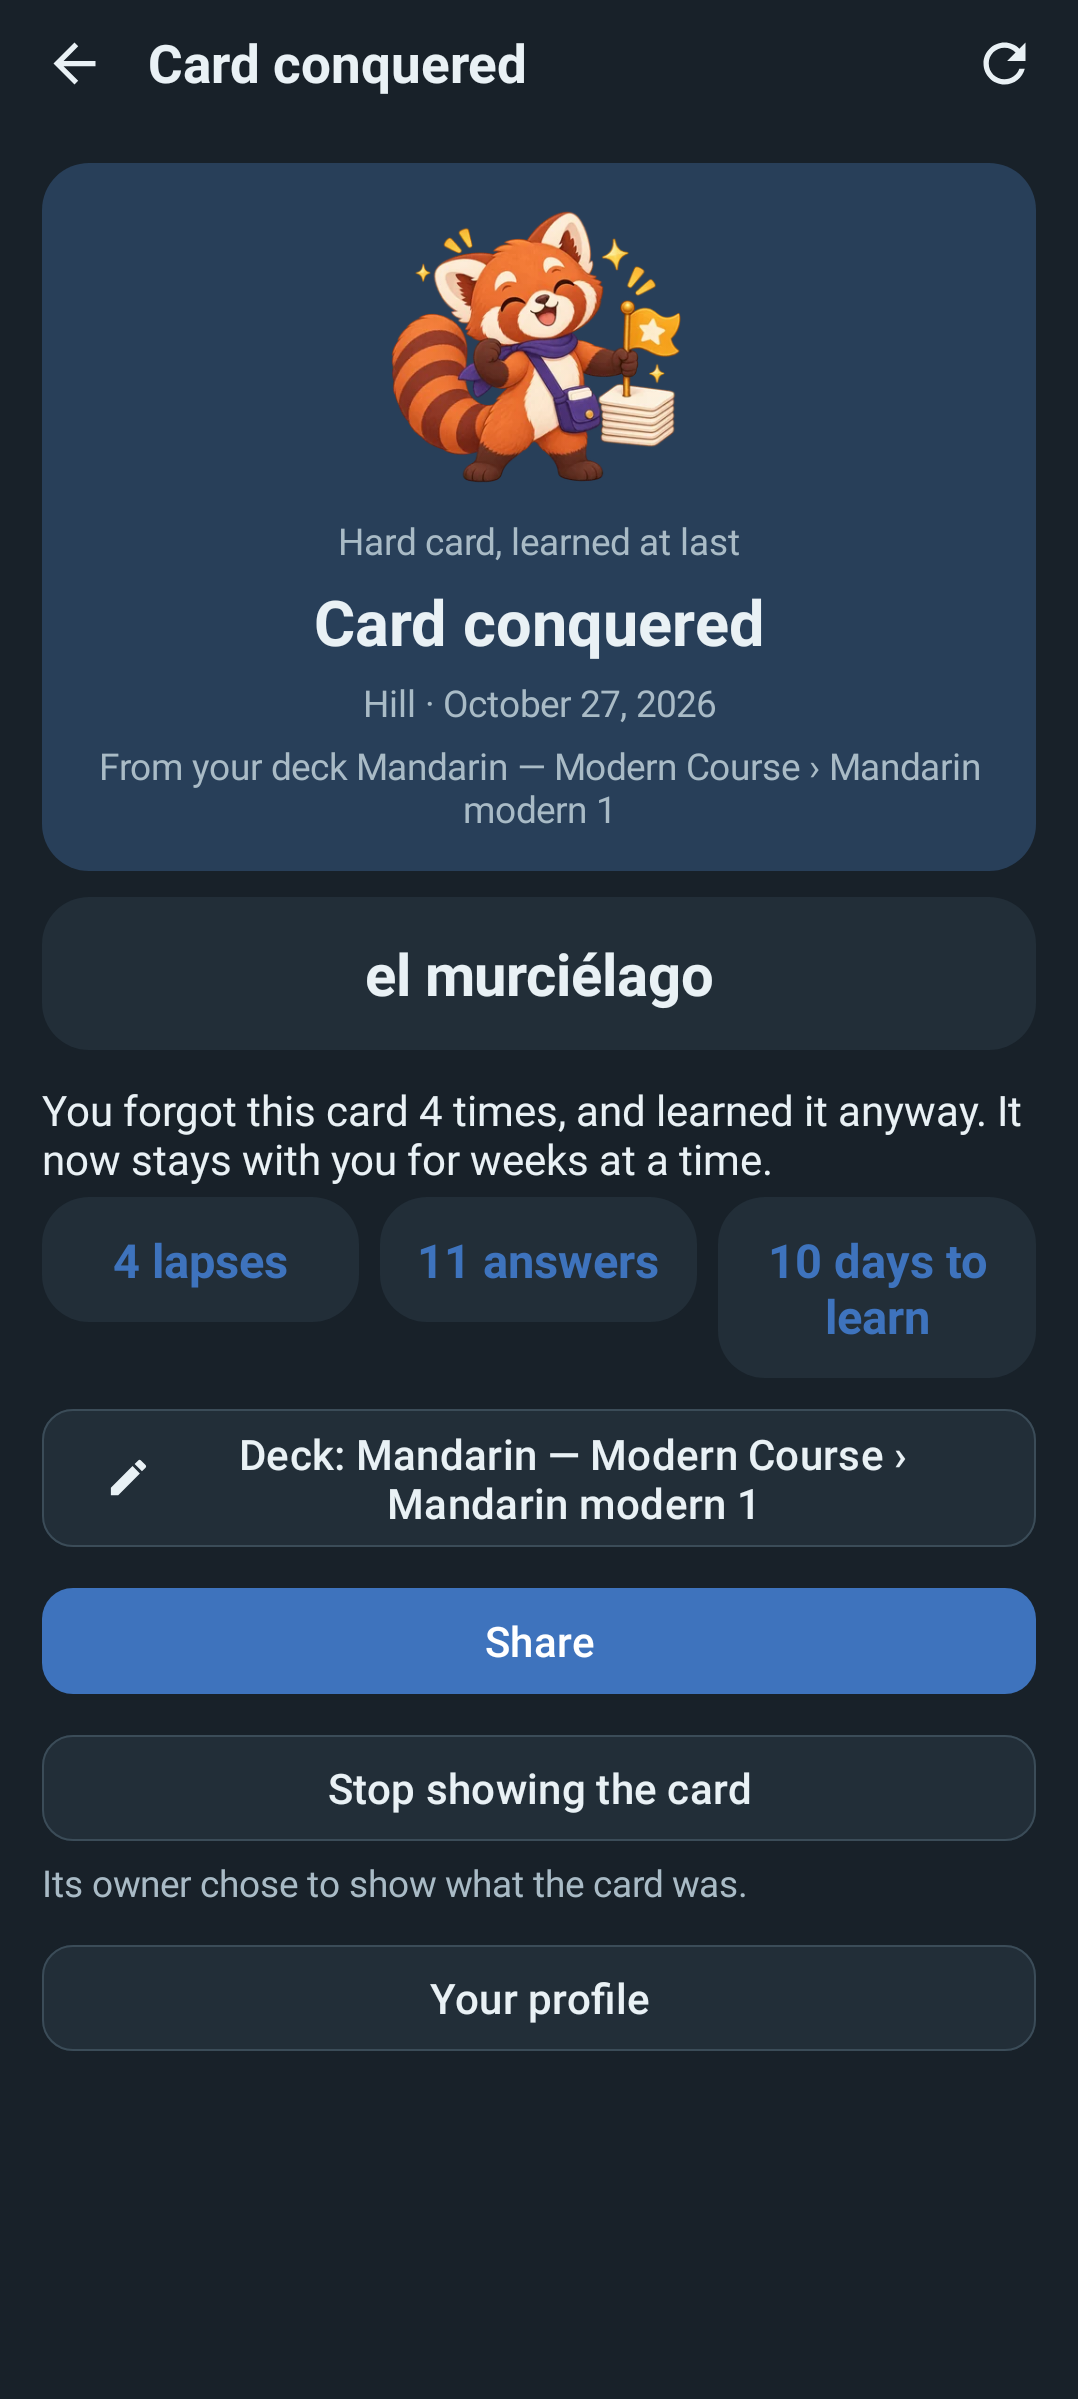 Card conquered
Hard card, learned at last
Card conquered
Hill · October 27, 2026
From your deck Mandarin — Modern Course › Mandarin
modern 1
el murciélago
You forgot this card 4 times, and learned it anyway. It
now stays with you for weeks at a time.
4 lapses
11 answers
10 days to
learn
Deck: Mandarin — Modern Course ›
Mandarin modern 1
Share
Stop showing the card
Its owner chose to show what the card was.
Your profile